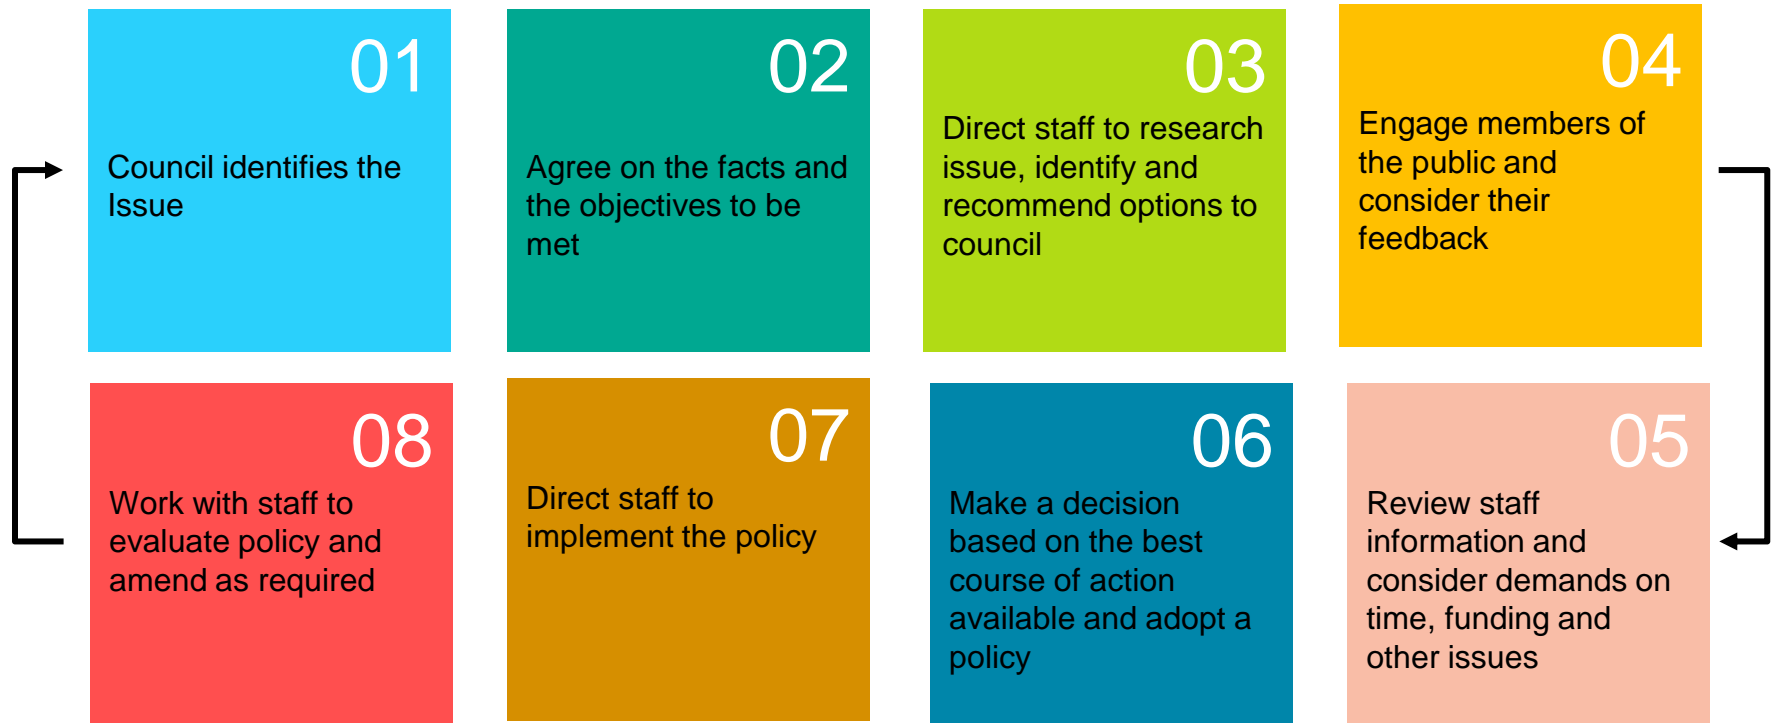 01
Council identifies the
Issue
02
Agree on the facts and
the objectives to be
met
03
Direct staff to research
issue, identify and
recommend options to
council
04
Engage members of
the public and
consider their
feedback
05
Review staff
information and
consider demands on
time, funding and
other issues
06
Make a decision
based on the best
course of action
available and adopt a
policy
07
Direct staff to
implement the policy
08
Work with staff to
evaluate policy and
amend as required